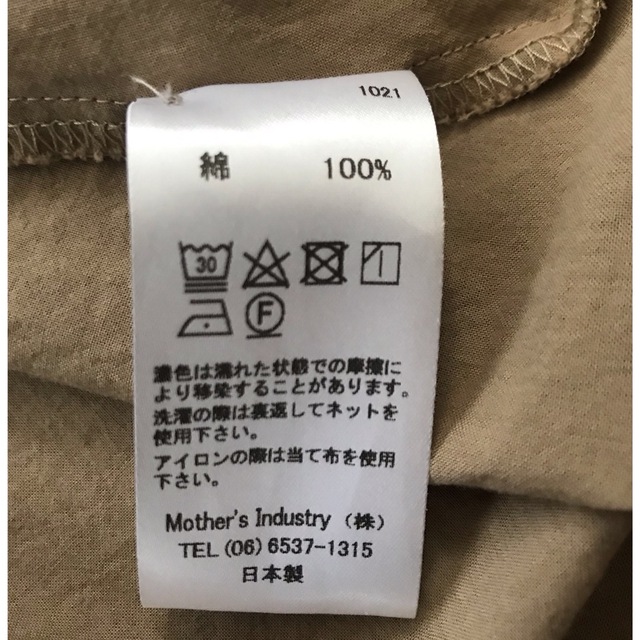 1021
綿 100%
30
F
濃色は濡れた状態での摩擦に
より移染することがあります。
洗濯の際は裏返してネットを
使用下さい。
アイロンの際は当て布を使用
下さい。
Mother's Industry （株）
TEL (06) 6537-1315
日本製